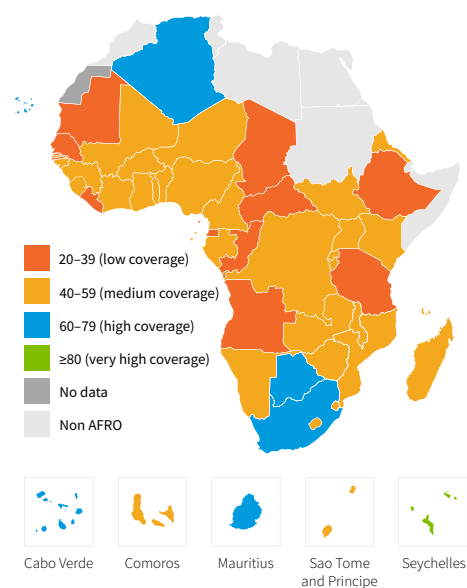 20–39 (low coverage)
40–59 (medium coverage)
60–79 (high coverage)
≥80 (very high coverage)
No data
Non AFRO
Cabo Verde
Comoros
Mauritius
Sao Tome
and Principe
Seychelles